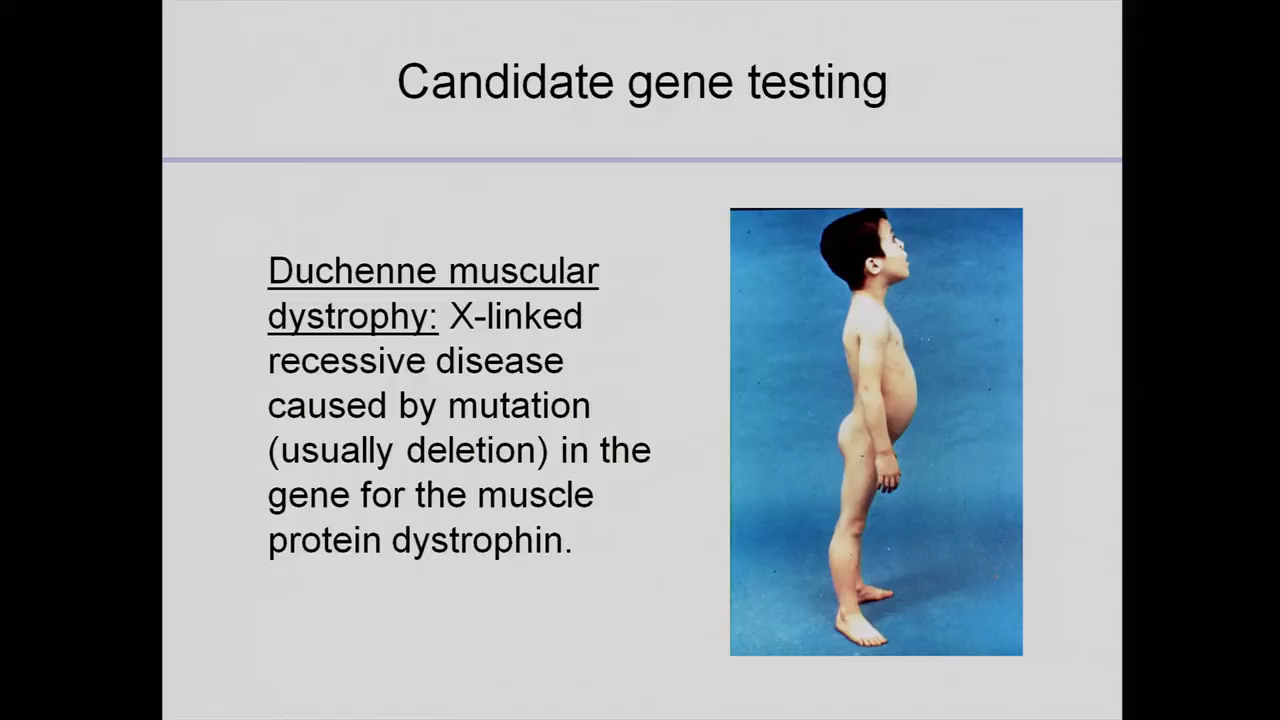 Candidate gene testing
Duchenne muscular
dystrophy: X-linked
recessive disease
caused by mutation
(usually deletion) in the
gene for the muscle
protein dystrophin.